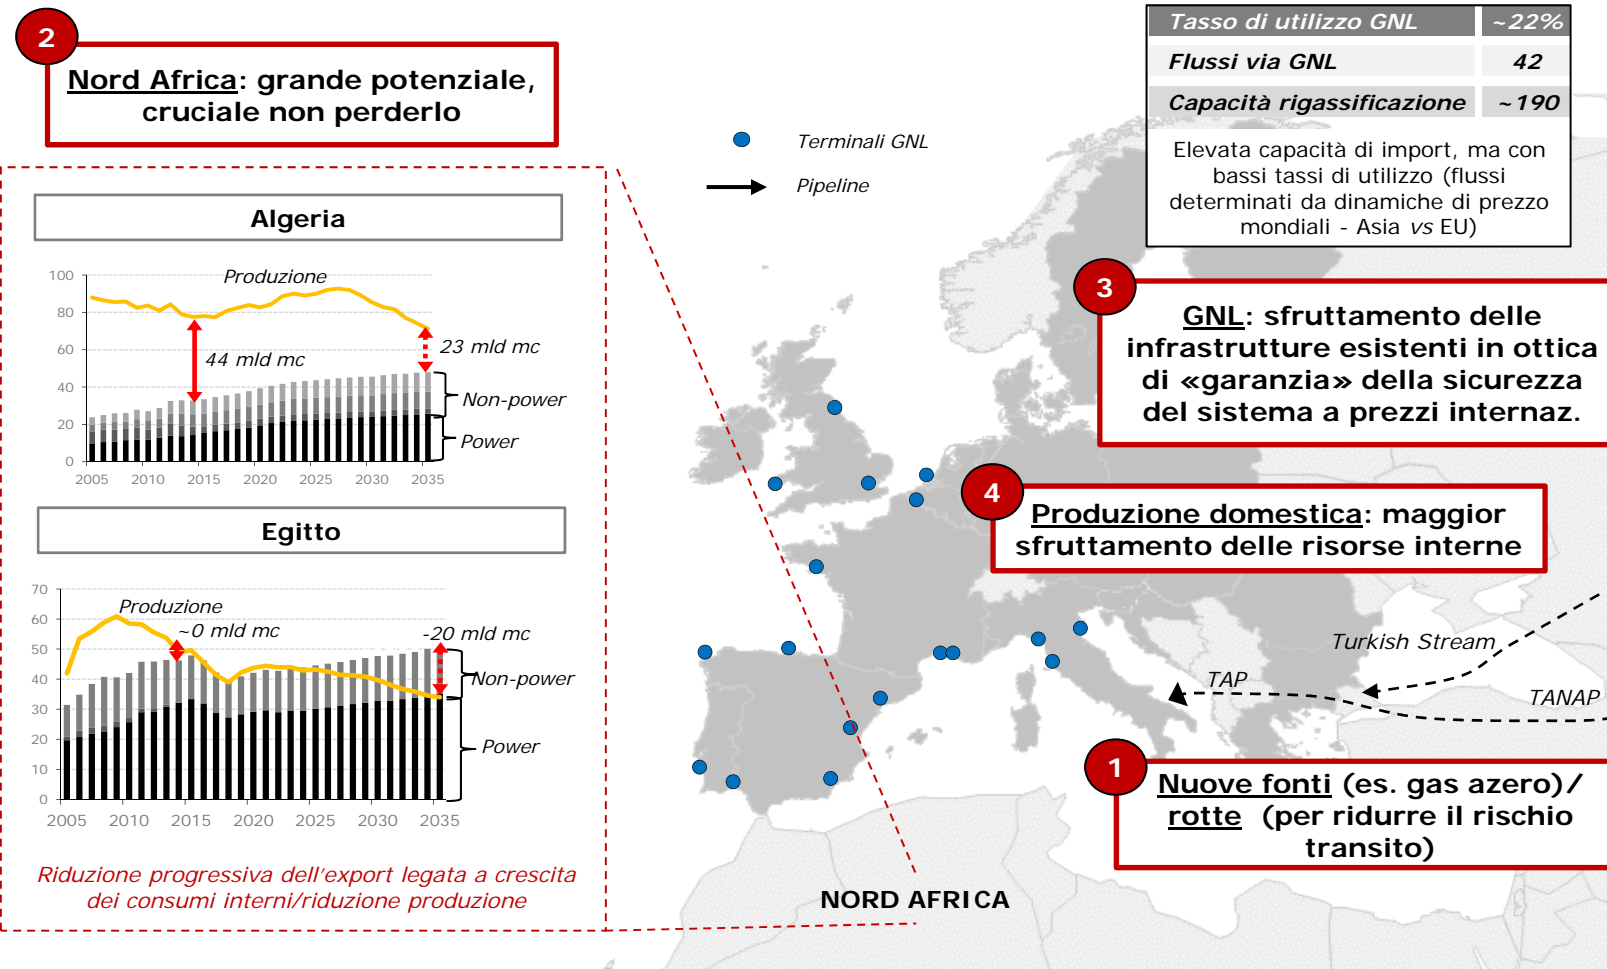 2
Nord Africa: grande potenziale,
cruciale non perderlo
Algeria
100
80
60
40
20
0
Produzione
44 mld mc
23 mld mc
Non-power
Power
2005 2010 2015 2020 2025 2030 2035
Egitto
70
60
50
40
30
20
10
0
Produzione
~0 mld mc
-20 mld mc
Non-power
Power
2005 2010 2015 2020 2025 2030 2035
Riduzione progressiva dell'export legata a crescita
dei consumi interni/riduzione produzione
Terminali GNL
Pipeline
Tasso di utilizzo GNL ~22%
Flussi via GNL 42
Capacità rigassificazione ~190
Elevata capacità di import, ma con
bassi tassi di utilizzo (flussi
determinati da dinamiche di prezzo
mondiali - Asia vs EU)
3
GNL: sfruttamento delle
infrastrutture esistenti in ottica
di «garanzia» della sicurezza
del sistema a prezzi internaz.
4
Produzione domestica: maggior
sfruttamento delle risorse interne
Turkish Stream
TAP
TANAP
1
Nuove fonti (es. gas azero)/
rotte (per ridurre il rischio
transito)
NORD AFRICA